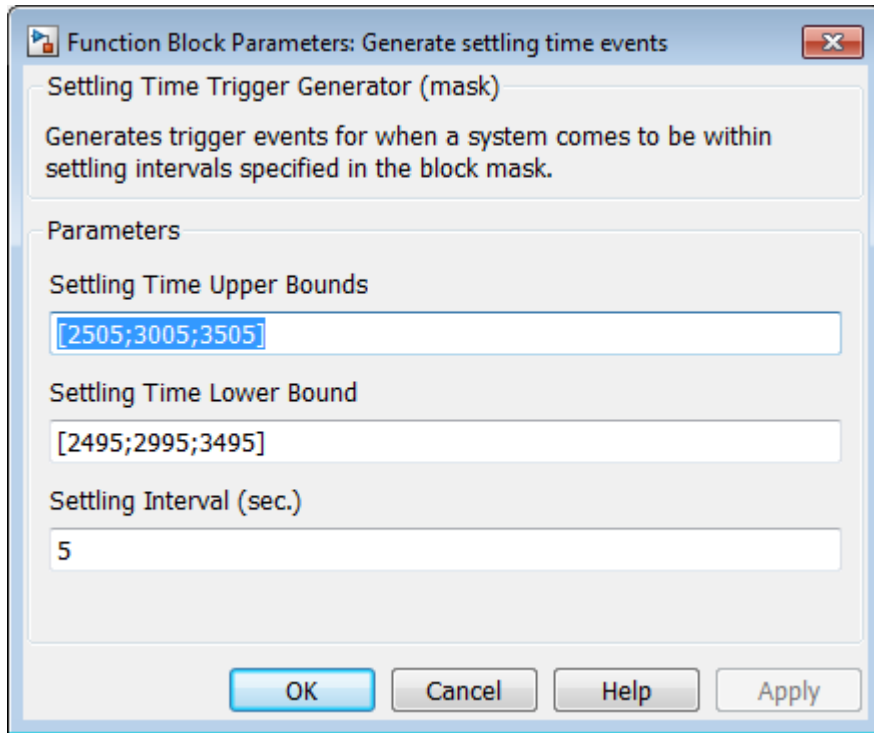 Function Block Parameters: Generate settling time events
Settling Time Trigger Generator (mask)
Generates trigger events for when a system comes to be within
settling intervals specified in the block mask.
Parameters
Settling Time Upper Bounds
[2505;3005;3505]
Settling Time Lower Bound
[2495;2995;3495]
Settling Interval (sec.)
5
OK Cancel Help Apply